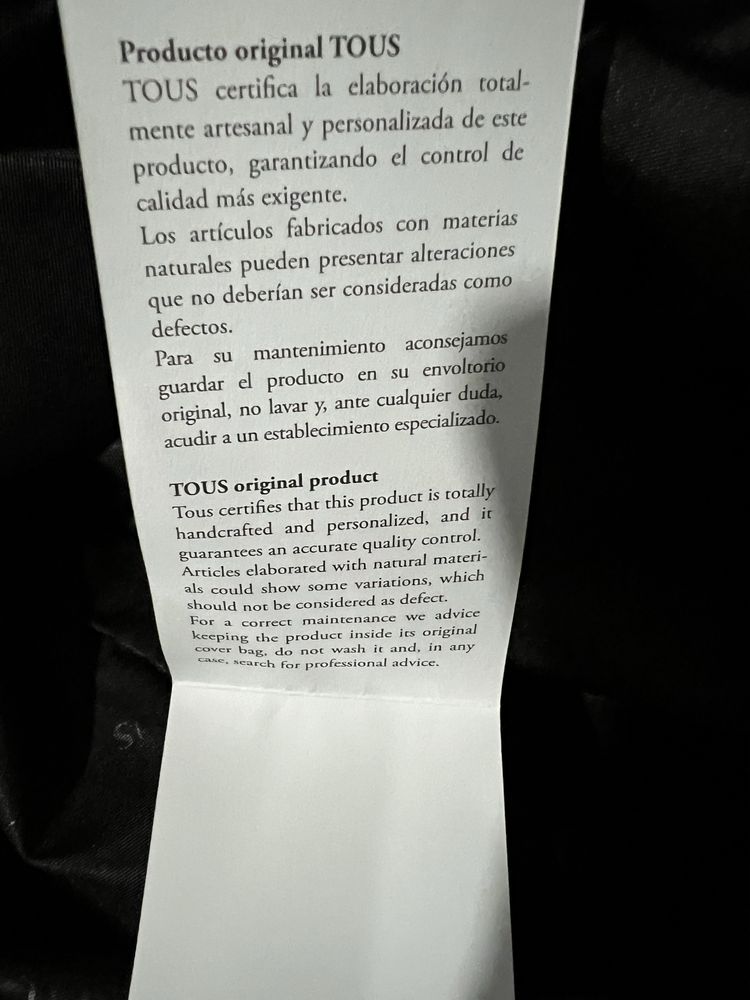 Producto original TOUS
TOUS certifica la elaboración total-
mente artesanal y personalizada de este
producto, garantizando el control de
calidad más exigente.
Los artículos fabricados con materias
naturales pueden presentar alteraciones
que no deberían ser consideradas como
defectos.
Para su mantenimiento aconsejamos
guardar el producto en su envoltorio
original, no lavar y, ante cualquier duda,
acudir a un establecimiento especializado.
TOUS original product
Tous certifies that this product is totally
handcrafted and personalized, and it
guarantees an accurate quality control.
Articles elaborated with natural materi-
als could show some variations, which
should not be considered as defect.
For a correct maintenance we advice
keeping the product inside its original
cover bag, do not wash it and, in any
case, search for professional advice.